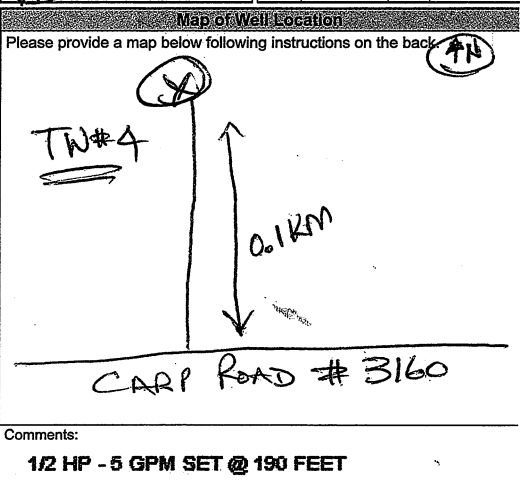 Map of Well Location
Please provide a map below following instructions on the back.
↑N
X
TW#4
0.1KM
CARP ROAD # 3160
Comments:
1/2 HP - 5 GPM SET @ 190 FEET